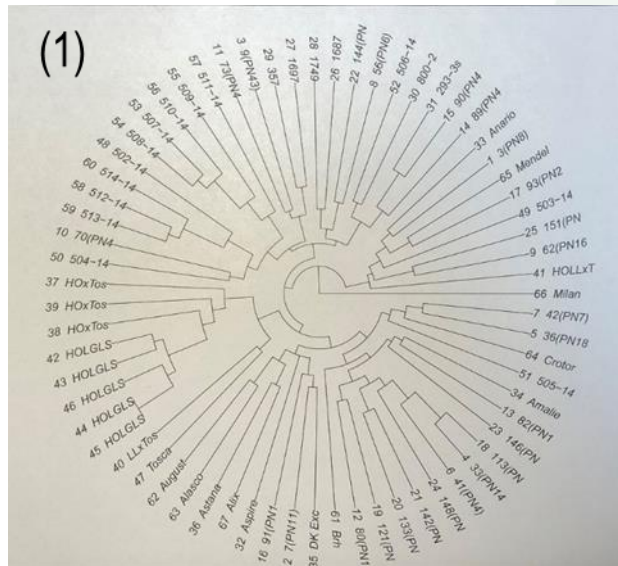 (1)
28 1749
26 1687
22 144(PN
8 56(PN6)
52 506-14
30 800-2
31 293-3s
15 90(PN4
14 89(PN4
33 Anario
1 3(PN8)
65 Mendel
17 93(PN2
49 503-14
25 151(PN
9 62(PN16
41 HOLLxT
66 Milan
7 42(PN7)
5 36(PN18
64 Crotor
51 505-14
34 Amalie
13 82(PN1
23 146(PN
18 113(PN
4 33(PN14
6 41(PN4)
24 148(PN
21 142(PN
20 133(PN
19 121(PN
12 80(PN1
61 Brh
35 DK Exc
2 7(PN11)
16 91(PN1
32 Aspire
67 Alix
36 Astana
63 Alasco
62 August
47 Tosca
40 LLxTos
45 HOLGLS
44 HOLGLS
46 HOLGLS
43 HOLGLS
42 HOLGLS
38 HOxTos
39 HOxTos
37 HOxTos
50 504-14
10 70(PN4
59 513-14
58 512-14
60 514-14
48 502-14
54 508-14
53 507-14
56 510-14
55 509-14
57 511-14
11 73(PN4
3 9(PN43)
29 357
27 1697